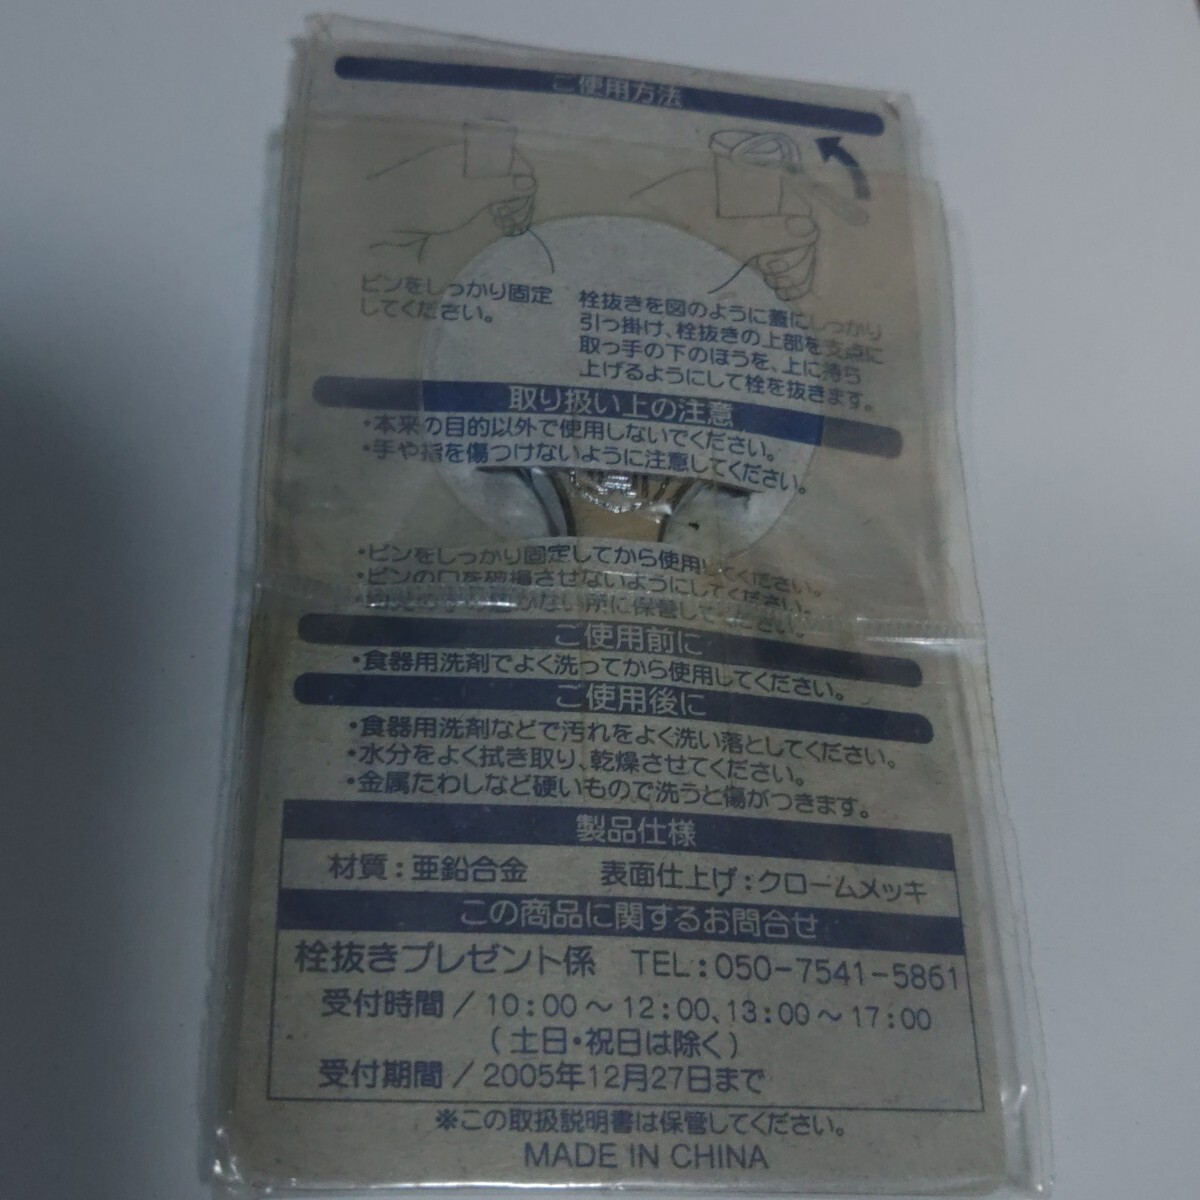 ご使用方法
ビンをしっかり固定
してください。
栓抜きを図のように蓋にしっかり
引っ掛け、栓抜きの上部を支点に
取っ手の下のほうを、上に持ち
上げるようにして栓を抜きます。
取り扱い上の注意
・本来の目的以外で使用しないでください。
・手や指を傷つけないように注意してください。
・ビンをしっかり固定してから使用してください。
・ビンの口を破損させないようにしてください。
ない所に保管してください。
ご使用前に
・食器用洗剤でよく洗ってから使用してください。
ご使用後に
・食器用洗剤などで汚れをよく洗い落としてください。
・水分をよく拭き取り、乾燥させてください。
・金属たわしなど硬いもので洗うと傷がつきます。
製品仕様
材質：亜鉛合金　表面仕上げ：クロームメッキ
この商品に関するお問合せ
栓抜きプレゼント係　TEL：050-7541-5861
受付時間／10：00～12：00、13：00～17：00
（土日・祝日は除く）
受付期間／2005年12月27日まで
※この取扱説明書は保管してください。
MADE IN CHINA